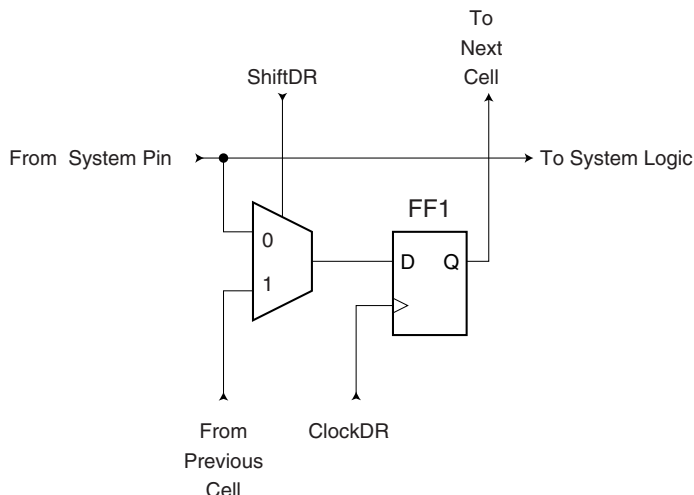 To
Next
Cell
ShiftDR
From System Pin
To System Logic
FF1
0
D Q
1
From
Previous
Cell
ClockDR